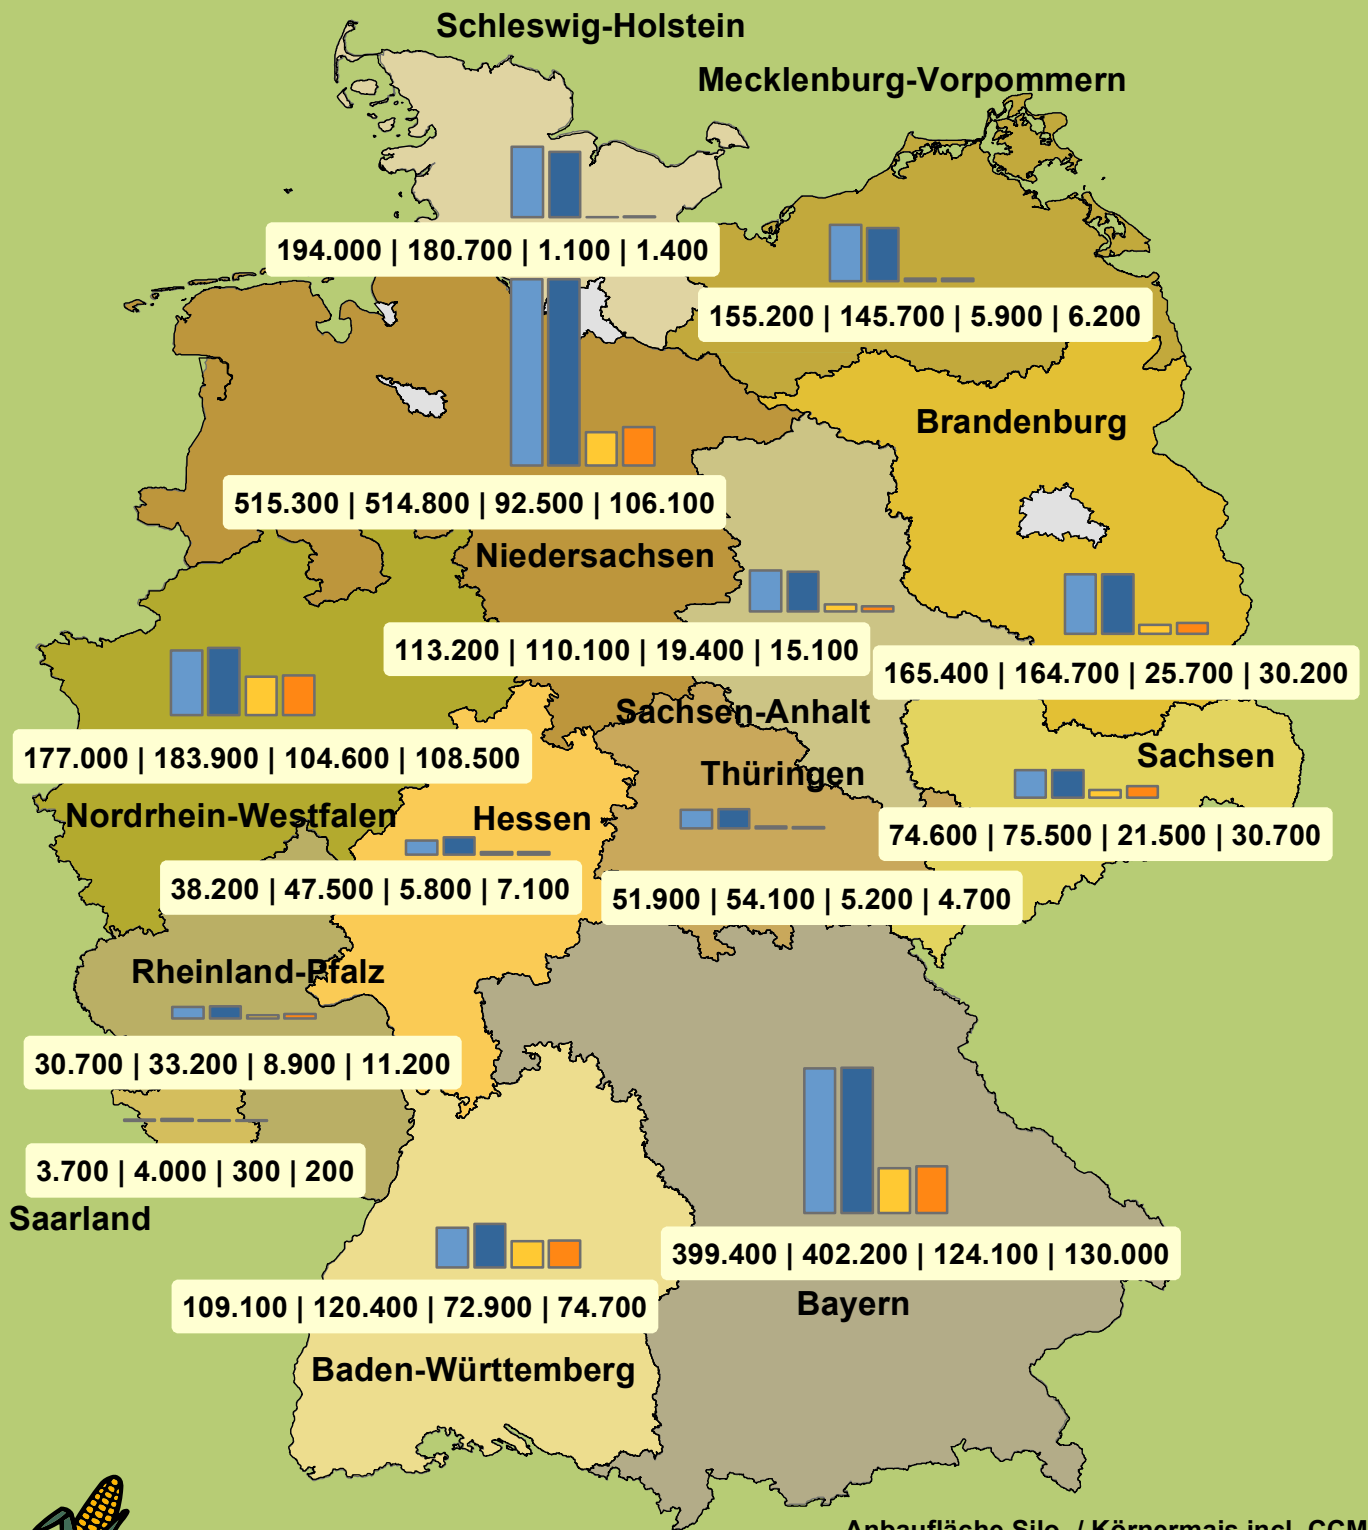 Schleswig-Holstein
Mecklenburg-Vorpommern
194.000 | 180.700 | 1.100 | 1.400
155.200 | 145.700 | 5.900 | 6.200
Brandenburg
515.300 | 514.800 | 92.500 | 106.100
Niedersachsen
113.200 | 110.100 | 19.400 | 15.100
165.400 | 164.700 | 25.700 | 30.200
Sachsen-Anhalt
177.000 | 183.900 | 104.600 | 108.500
Sachsen
Thüringen
Nordrhein-Westfalen
Hessen
74.600 | 75.500 | 21.500 | 30.700
38.200 | 47.500 | 5.800 | 7.100
51.900 | 54.100 | 5.200 | 4.700
Rheinland-Pfalz
30.700 | 33.200 | 8.900 | 11.200
3.700 | 4.000 | 300 | 200
Saarland
399.400 | 402.200 | 124.100 | 130.000
109.100 | 120.400 | 72.900 | 74.700
Bayern
Baden-Württemberg
Anbaufläche Silo- / Körnermais incl. CCM